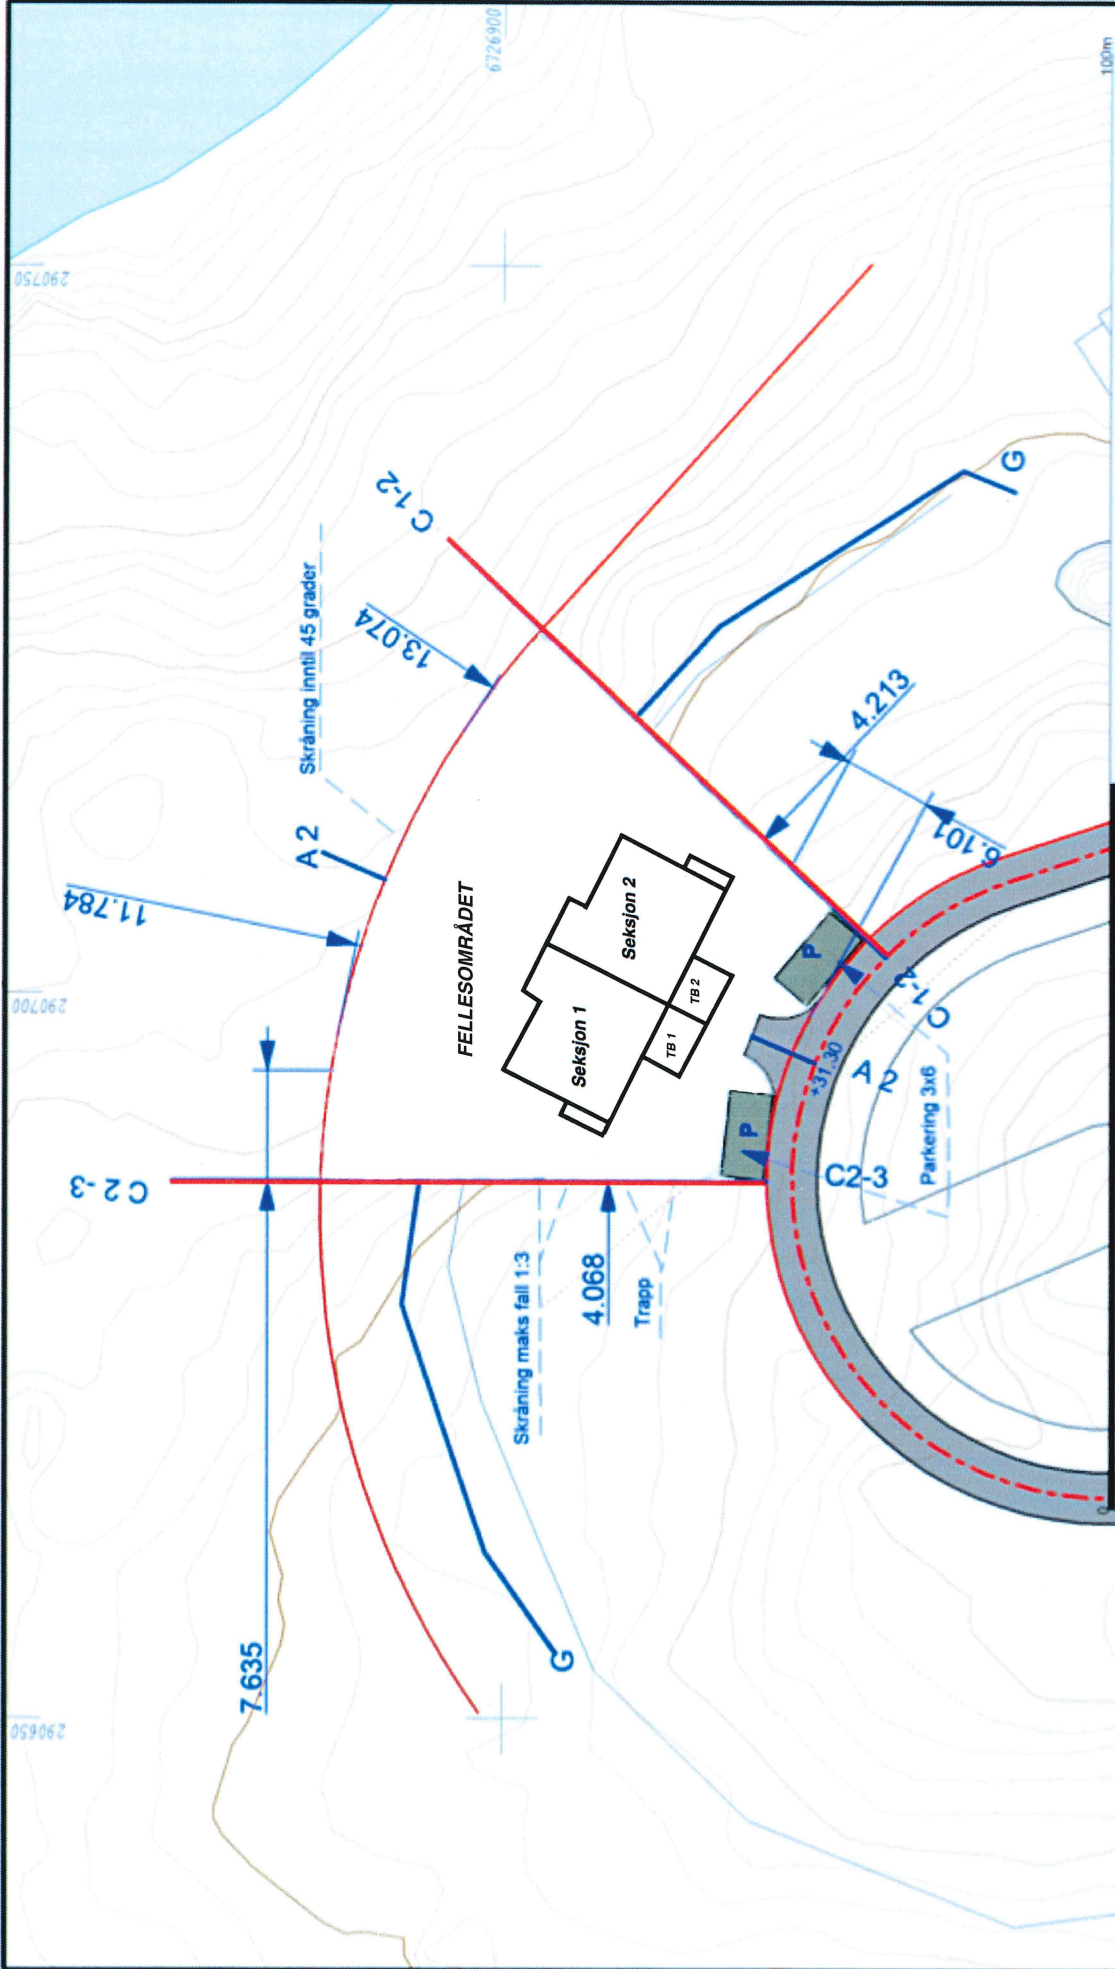 6726900
100m
290750
C 1-2
Skråning inntil 45 grader
13.074
G
A 2
4.213
11.784
6.101
FELLESOMRÅDET
Seksjon 2
P
TB 2
290700
Seksjon 1
TB 1
C 1-2
+31,30
A 2
Parkering 3x6
P
C 2-3
C2-3
Skråning maks fall 1:3
4.068
Trapp
7.635
G
0
290650